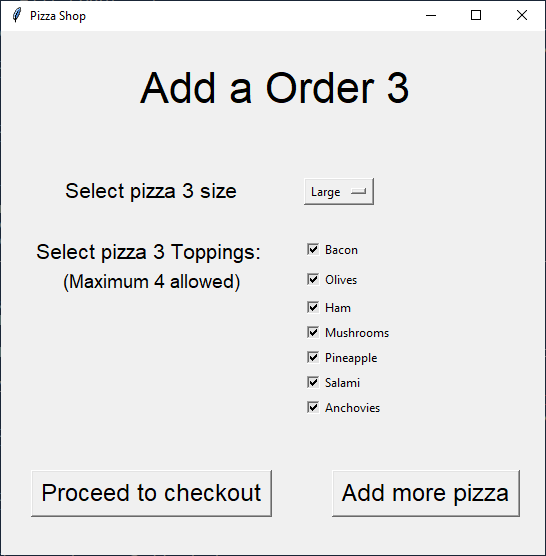 Pizza Shop
Add a Order 3
Select pizza 3 size
Large
Select pizza 3 Toppings:
(Maximum 4 allowed)
Bacon
Olives
Ham
Mushrooms
Pineapple
Salami
Anchovies
Proceed to checkout
Add more pizza